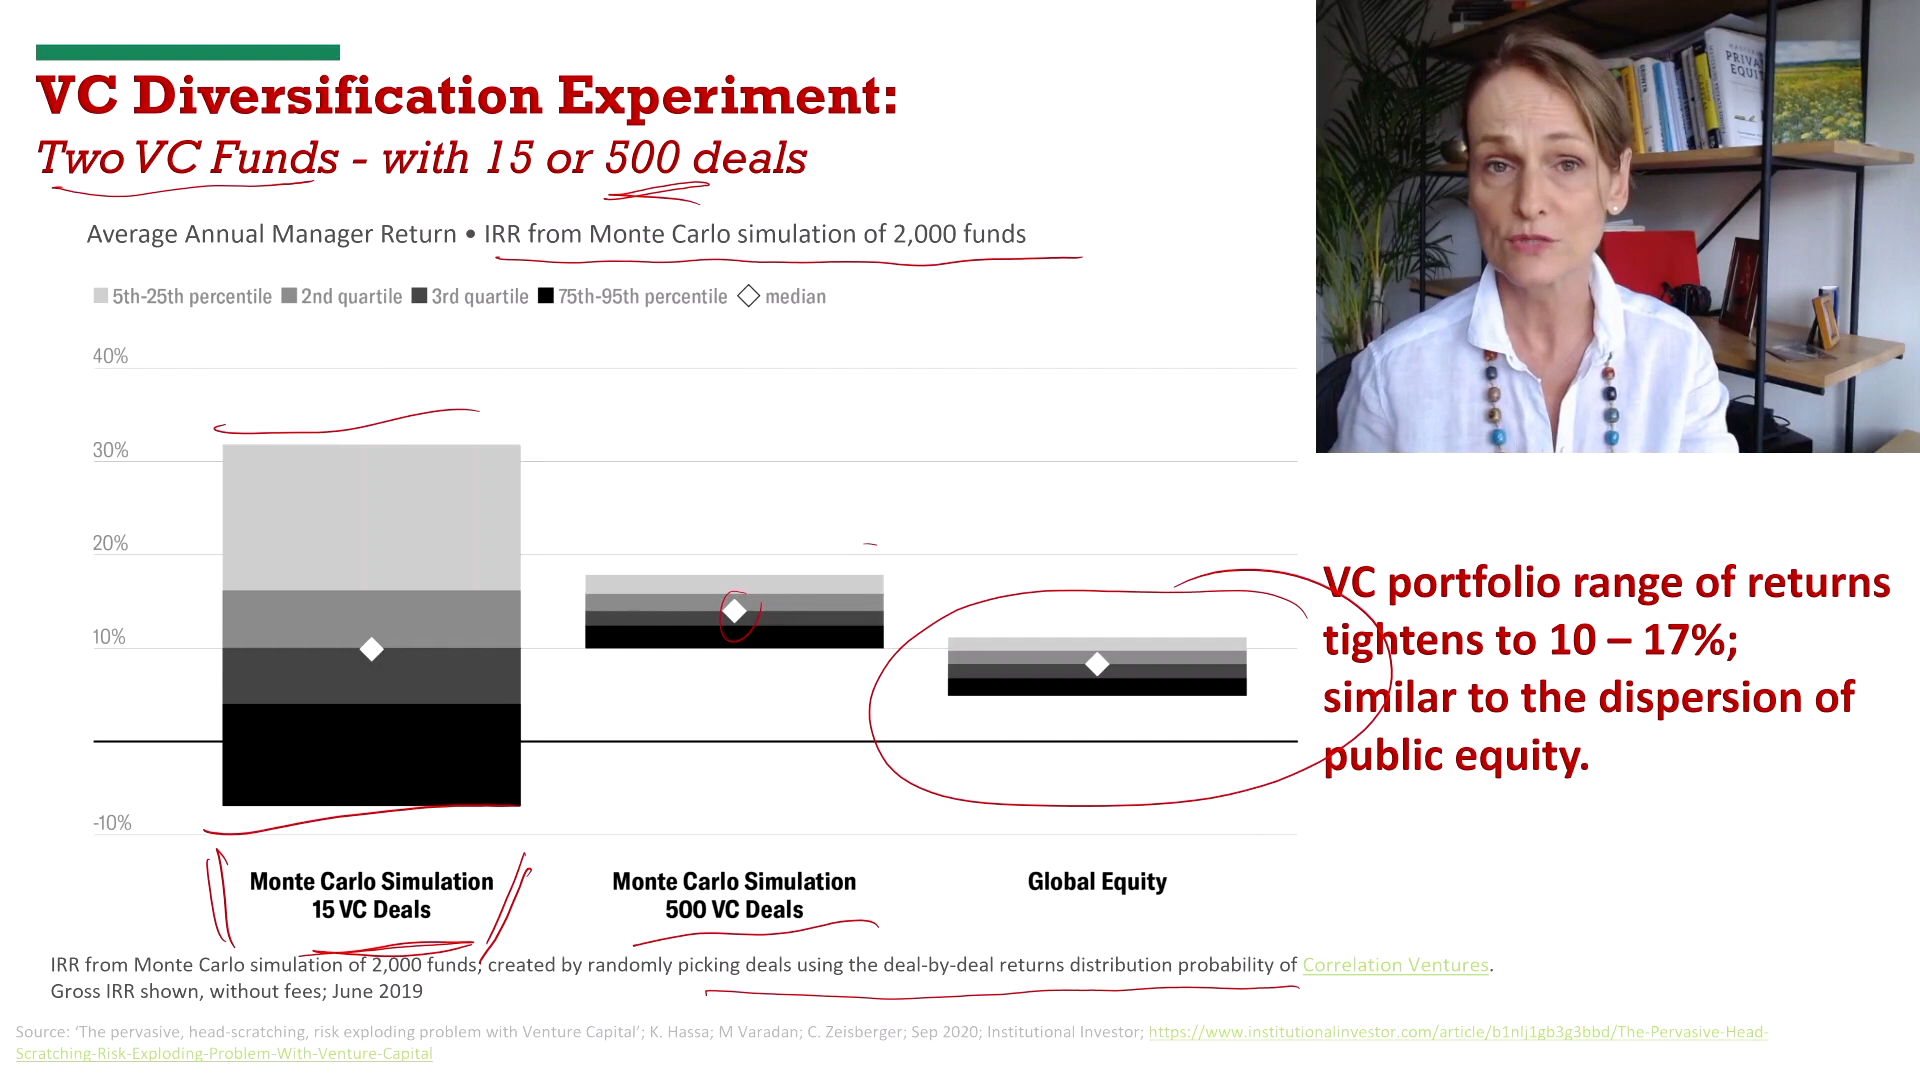 VC Diversification Experiment:
Two VC Funds - with 15 or 500 deals
Average Annual Manager Return • IRR from Monte Carlo simulation of 2,000 funds
5th-25th percentile 2nd quartile 3rd quartile 75th-95th percentile median
40%
30%
20%
10%
-10%
Monte Carlo Simulation
15 VC Deals
Monte Carlo Simulation
500 VC Deals
Global Equity
PRIVATE
EQUITY
VC portfolio range of returns
tightens to 10 – 17%;
similar to the dispersion of
public equity.
IRR from Monte Carlo simulation of 2,000 funds, created by randomly picking deals using the deal-by-deal returns distribution probability of Correlation Ventures.
Gross IRR shown, without fees; June 2019
Source: ‘The pervasive, head-scratching, risk exploding problem with Venture Capital’; K. Hassa; M Varadan; C. Zeisberger; Sep 2020; Institutional Investor; https://www.institutionalinvestor.com/article/b1nlj1gb3g3bbd/The-Pervasive-Head-
Scratching-Risk-Exploding-Problem-With-Venture-Capital